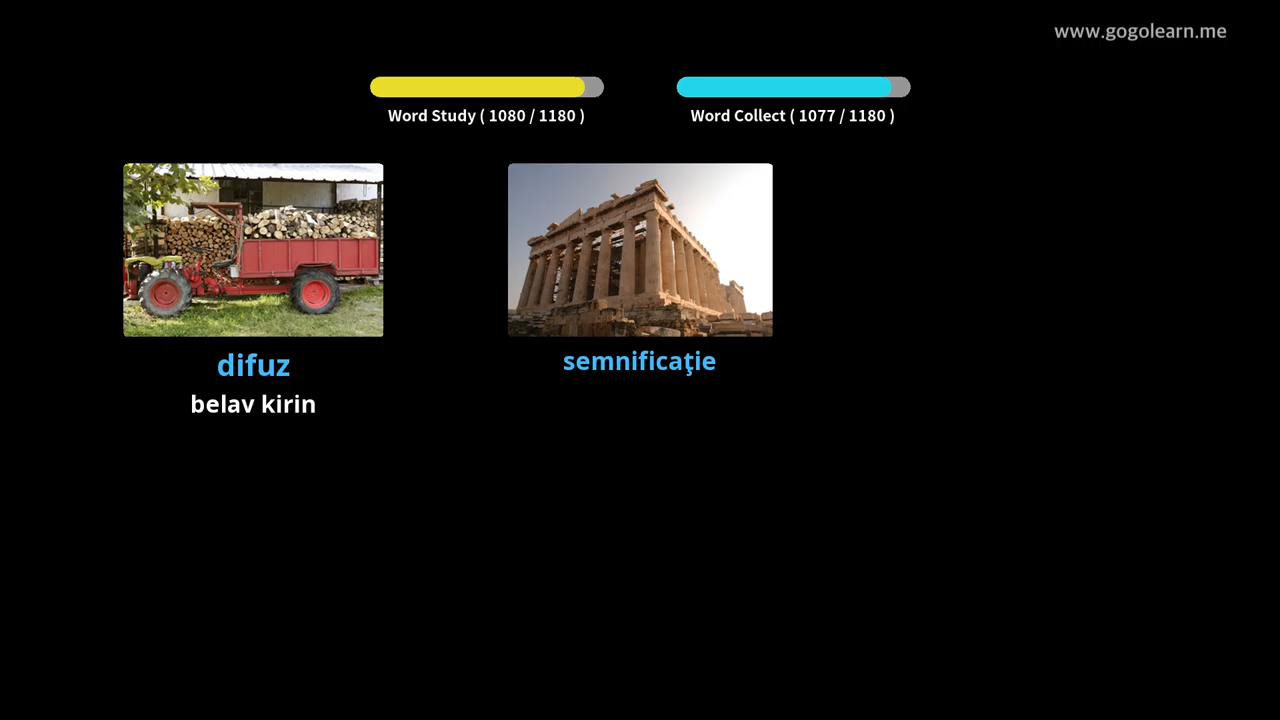 www.gogolearn.me
Word Study ( 1080 / 1180 )
Word Collect ( 1077 / 1180 )
difuz
belav kirin
semnificaţie